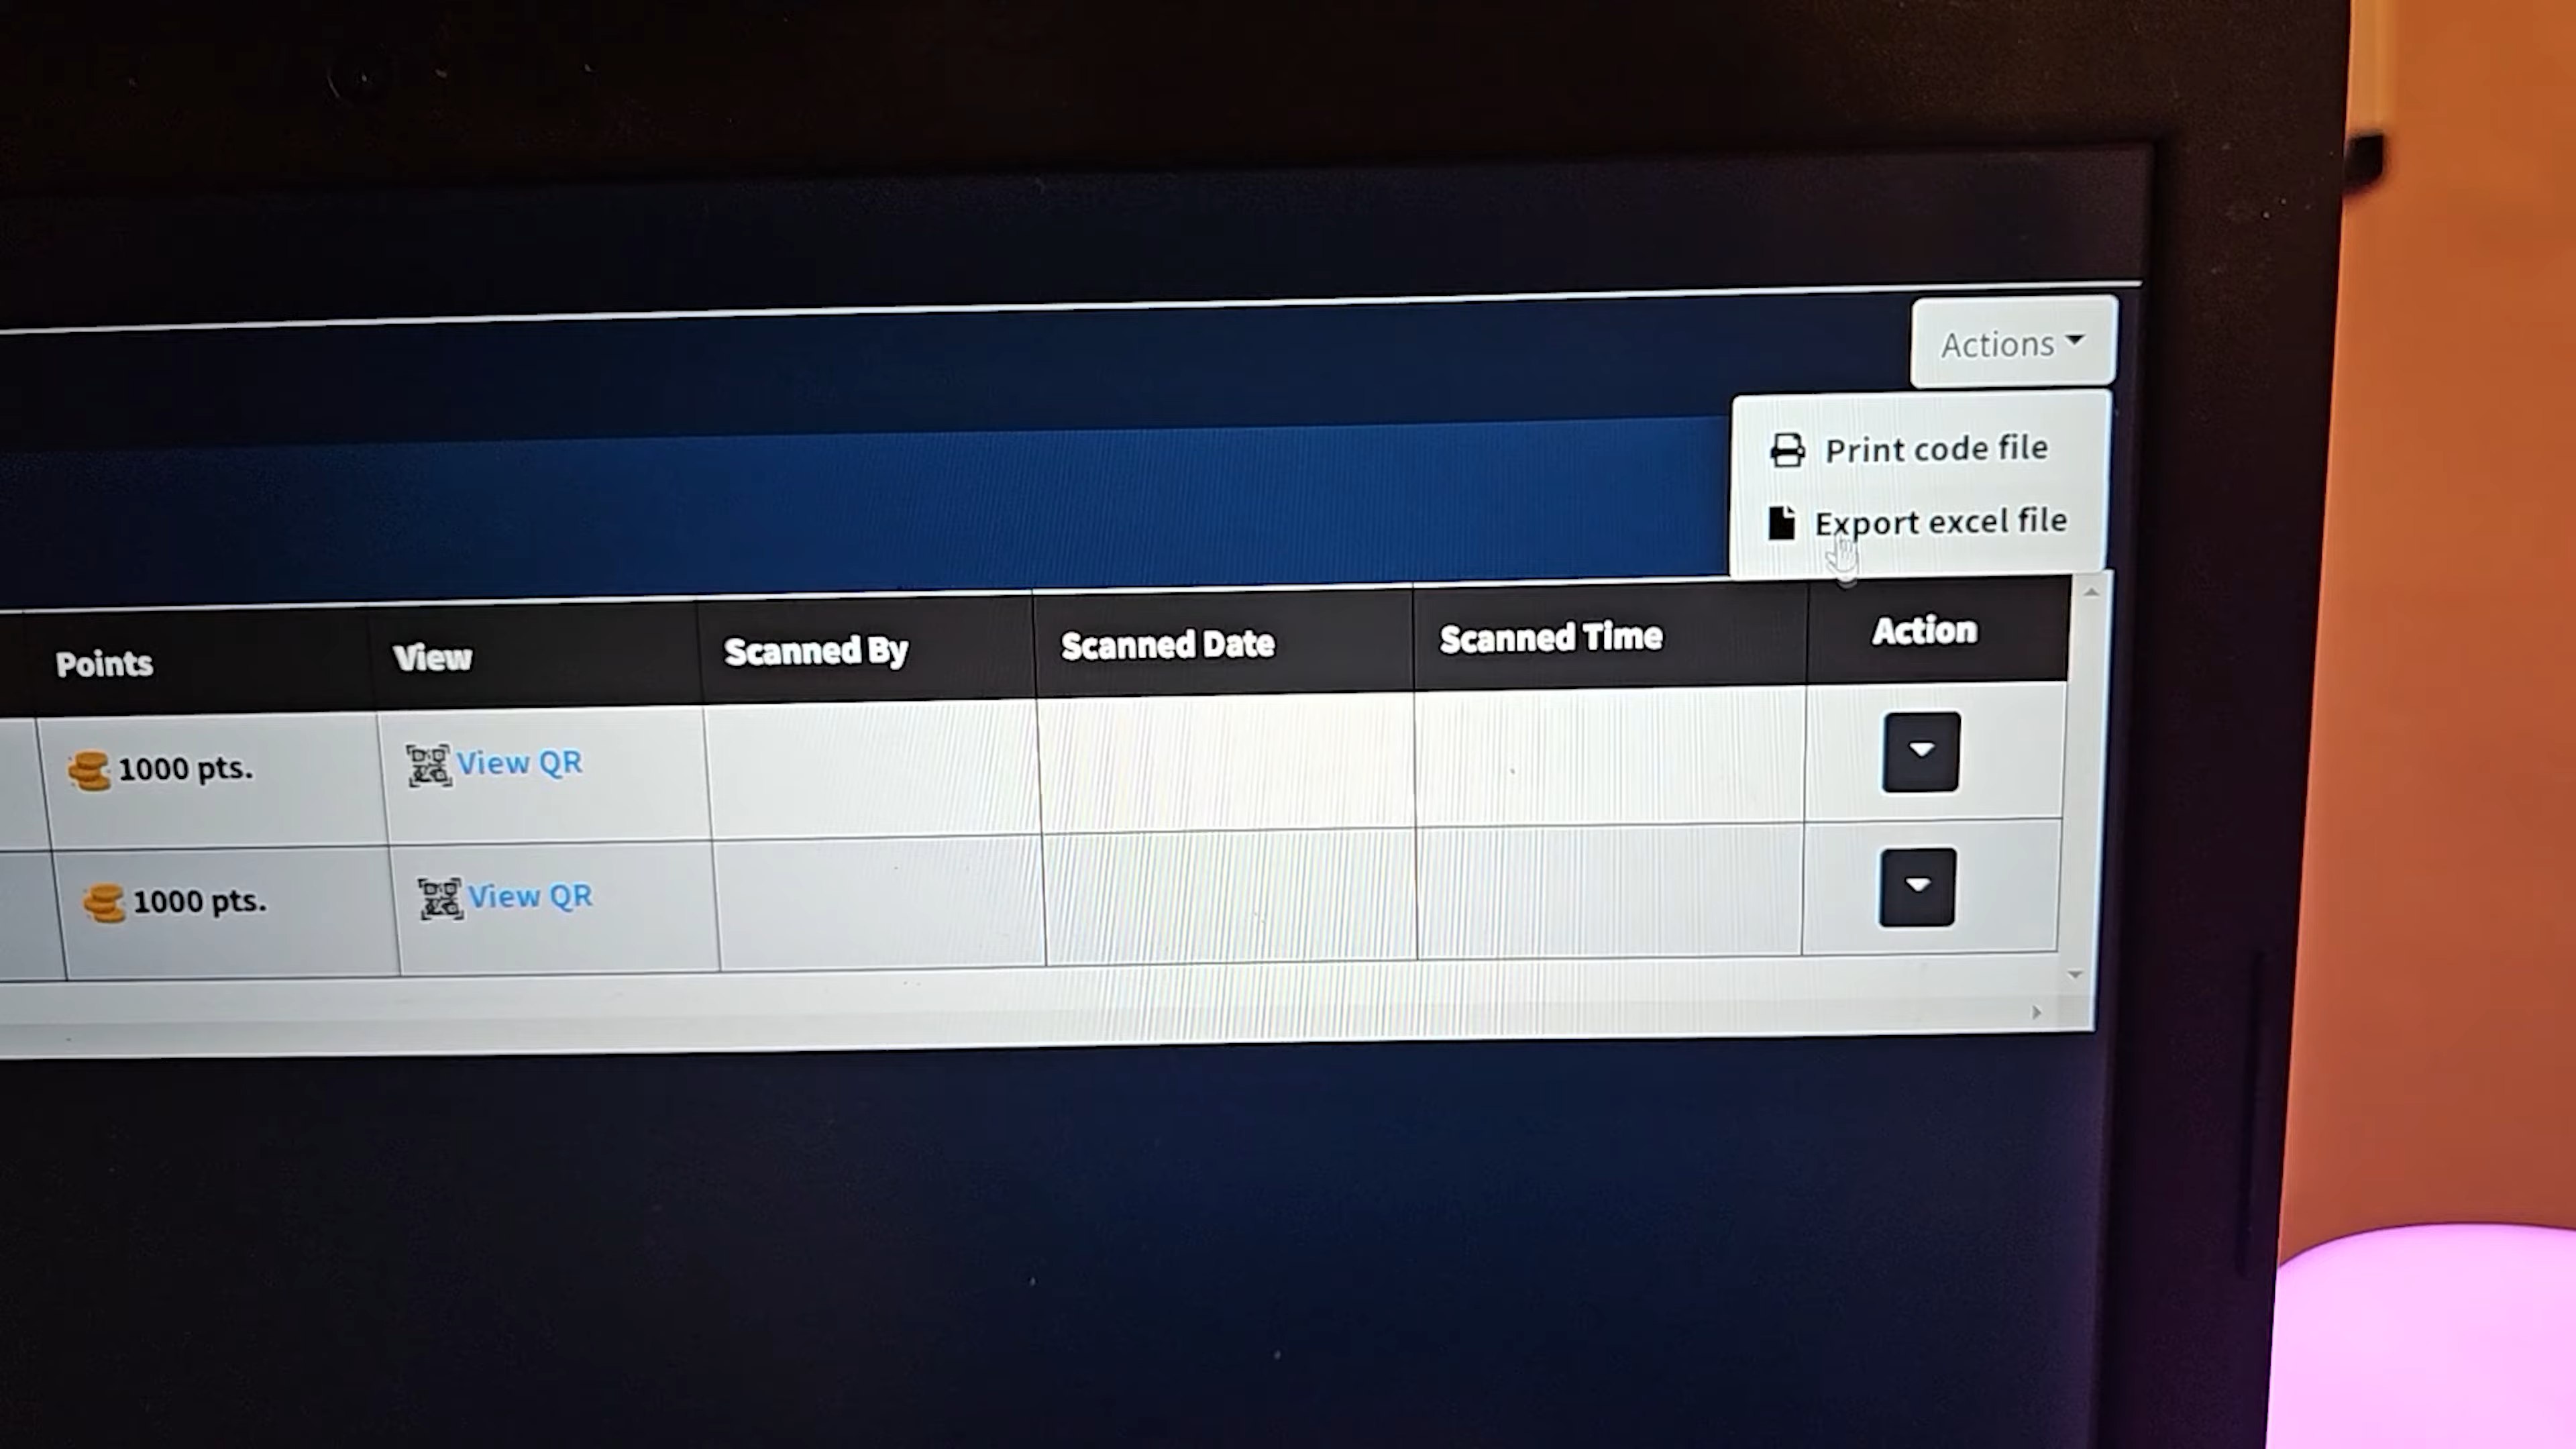 Actions
Print code file
Export excel file
Points View Scanned By Scanned Date Scanned Time Action
1000 pts. View QR
1000 pts. View QR